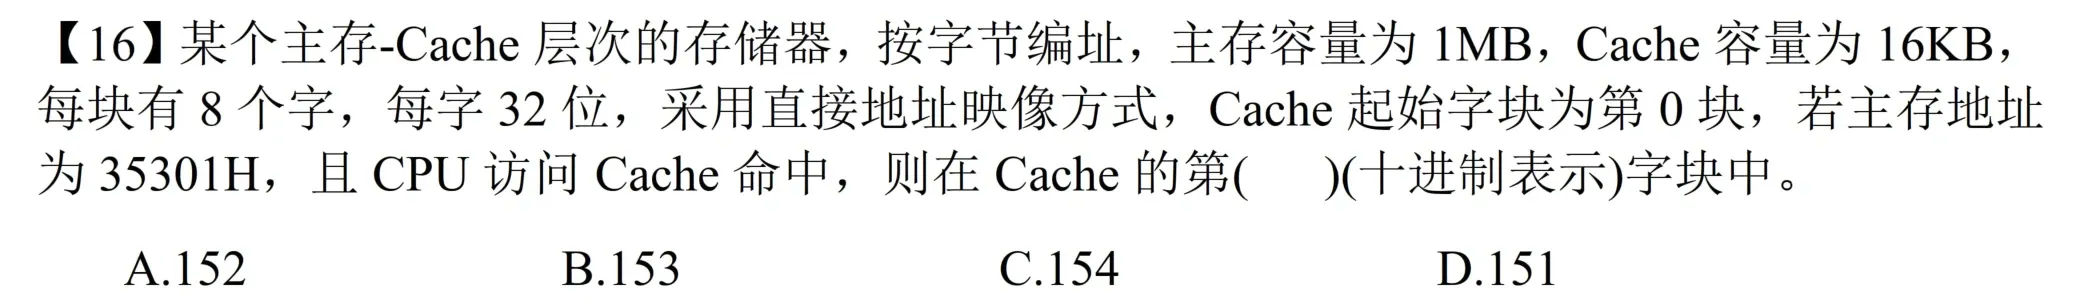 【16】某个主存-Cache 层次的存储器，按字节编址，主存容量为 1MB，Cache 容量为 16KB，
每块有 8 个字，每字 32 位，采用直接地址映像方式，Cache 起始字块为第 0 块，若主存地址
为 35301H，且 CPU 访问 Cache 命中，则在 Cache 的第(    )(十进制表示)字块中。
A.152 B.153 C.154 D.151